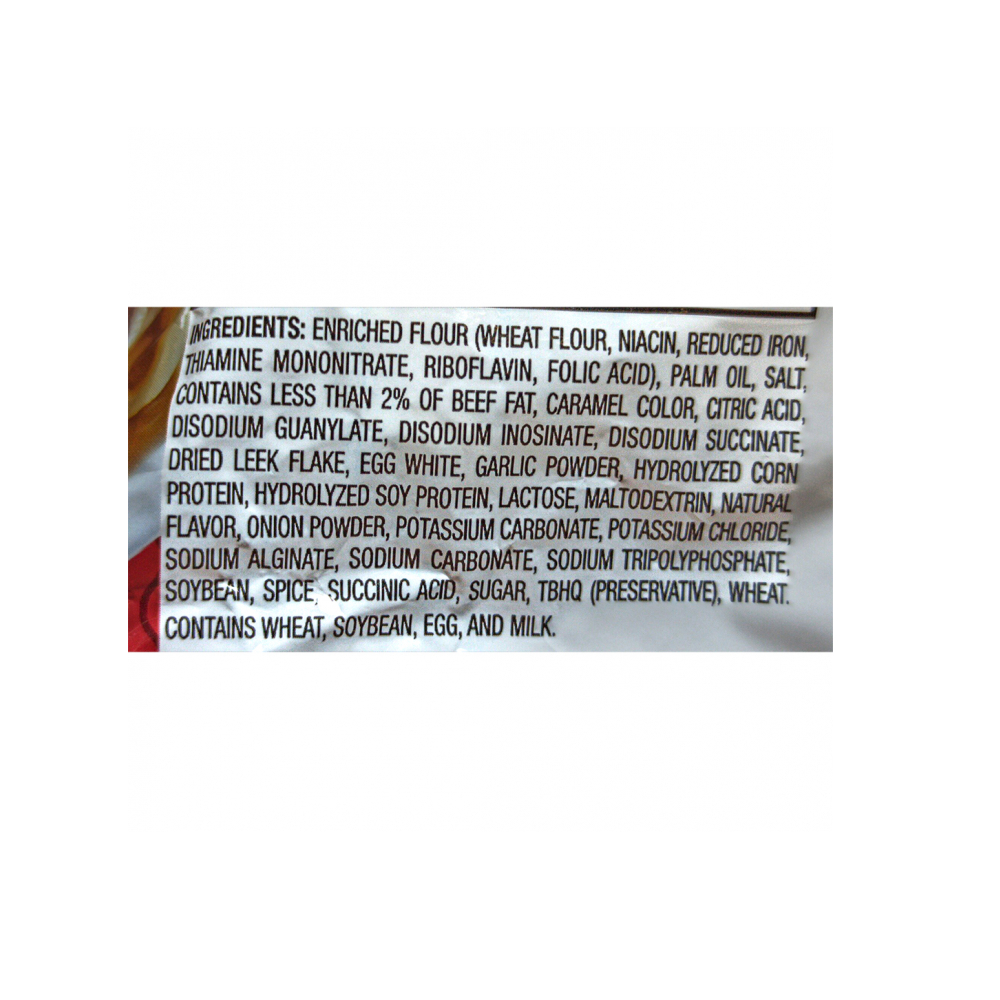 INGREDIENTS: ENRICHED FLOUR (WHEAT FLOUR, NIACIN, REDUCED IRON,
THIAMINE MONONITRATE, RIBOFLAVIN, FOLIC ACID), PALM OIL, SALT,
CONTAINS LESS THAN 2% OF BEEF FAT, CARAMEL COLOR, CITRIC ACID,
DISODIUM GUANYLATE, DISODIUM INOSINATE, DISODIUM SUCCINATE,
DRIED LEEK FLAKE, EGG WHITE, GARLIC POWDER, HYDROLYZED CORN
PROTEIN, HYDROLYZED SOY PROTEIN, LACTOSE, MALTODEXTRIN, NATURAL
FLAVOR, ONION POWDER, POTASSIUM CARBONATE, POTASSIUM CHLORIDE,
SODIUM ALGINATE, SODIUM CARBONATE, SODIUM TRIPOLYPHOSPHATE,
SOYBEAN, SPICE, SUCCINIC ACID, SUGAR, TBHQ (PRESERVATIVE), WHEAT.
CONTAINS WHEAT, SOYBEAN, EGG, AND MILK.